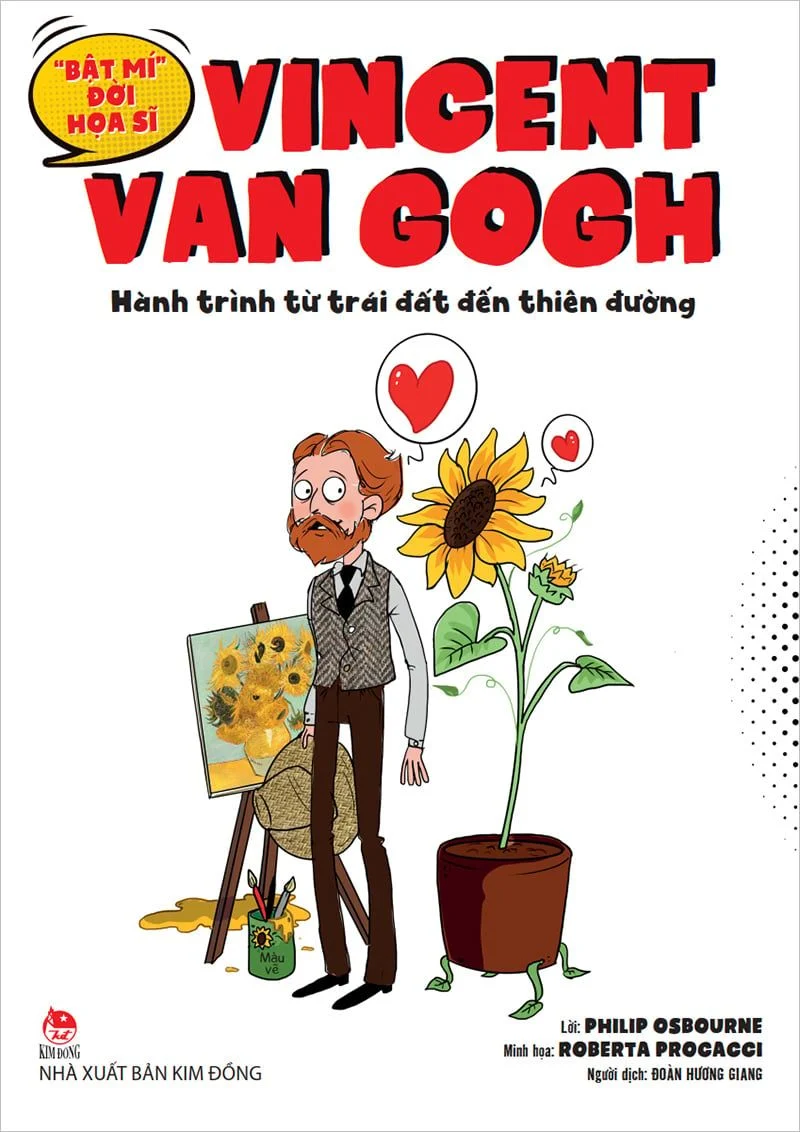 "BẬT MÍ"
ĐỜI
HỌA SĨ
VINCENT
VAN GOGH
Hành trình từ trái đất đến thiên đường
Màu
vẽ
Lời: PHILIP OSBOURNE
Minh họa: ROBERTA PROCACCI
Người dịch: ĐOÀN HƯƠNG GIANG
KIM ĐỒNG
NHÀ XUẤT BẢN KIM ĐỒNG